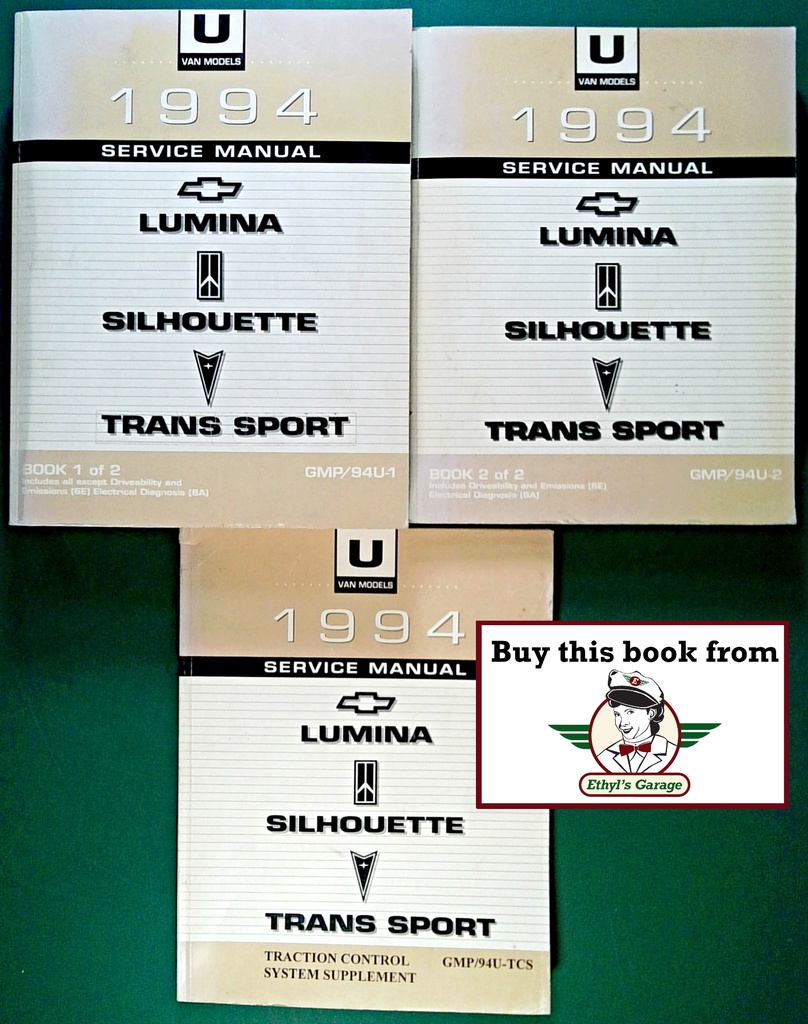 U
VAN MODELS
1994
SERVICE MANUAL
LUMINA
SILHOUETTE
TRANS SPORT
BOOK 1 of 2
Includes all except Driveability and
Emissions (6E) Electrical Diagnosis (8A)
GMP/94U-1
U
VAN MODELS
1994
SERVICE MANUAL
LUMINA
SILHOUETTE
TRANS SPORT
BOOK 2 of 2
Includes Driveability and Emissions (6E)
Electrical Diagnosis (8A)
GMP/94U-2
U
VAN MODELS
1994
SERVICE MANUAL
LUMINA
SILHOUETTE
TRANS SPORT
TRACTION CONTROL
SYSTEM SUPPLEMENT
GMP/94U-TCS
Buy this book from
E
Ethyl's Garage